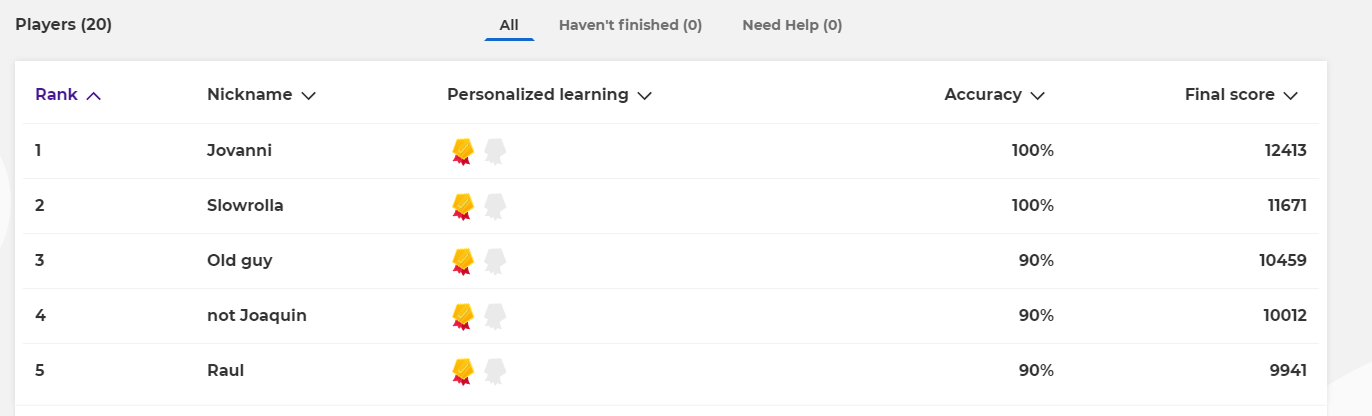 Players (20) All Haven't finished (0) Need Help (0)
Rank Nickname Personalized learning Accuracy Final score
1 Jovanni 100% 12413
2 Slowrolla 100% 11671
3 Old guy 90% 10459
4 not Joaquin 90% 10012
5 Raul 90% 9941